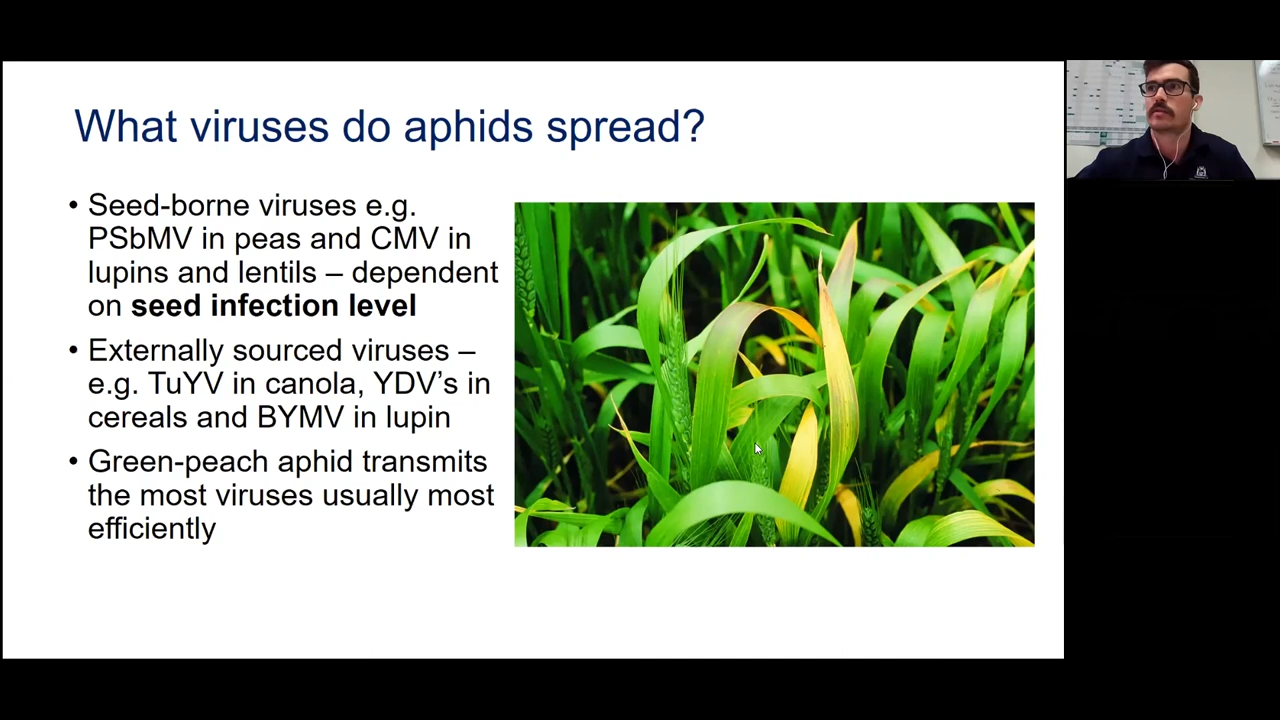 What viruses do aphids spread?
• Seed-borne viruses e.g.
PSbMV in peas and CMV in
lupins and lentils – dependent
on seed infection level
• Externally sourced viruses –
e.g. TuYV in canola, YDV's in
cereals and BYMV in lupin
• Green-peach aphid transmits
the most viruses usually most
efficiently